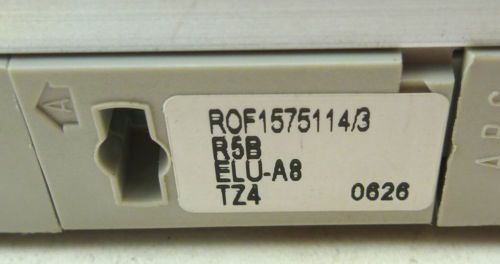 A
ROF1575114/3
R5B
ELU-A8
TZ4 0626
A B C